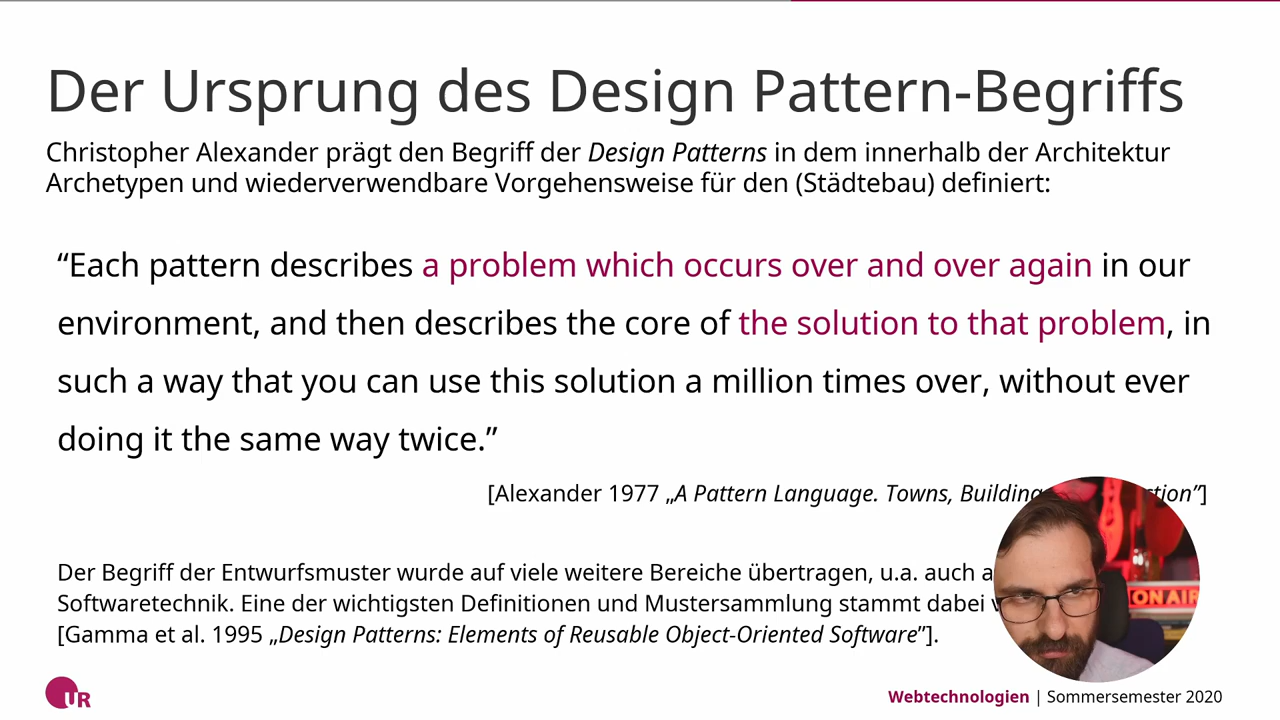 Der Ursprung des Design Pattern-Begriffs
Christopher Alexander prägt den Begriff der Design Patterns in dem innerhalb der Architektur
Archetypen und wiederverwendbare Vorgehensweise für den (Städtebau) definiert:
“Each pattern describes a problem which occurs over and over again in our
environment, and then describes the core of the solution to that problem, in
such a way that you can use this solution a million times over, without ever
doing it the same way twice.”
[Alexander 1977 „A Pattern Language. Towns,
Der Begriff der Entwurfsmuster wurde auf viele weitere Bereiche übertragen, u.a. auch
Softwaretechnik. Eine der wichtigsten Definitionen und Mustersammlung stammt dabei
[Gamma et al. 1995 „Design Patterns: Elements of Reusable Object-Oriented Software”].
ON AIR
UR
Webtechnologien | Sommersemester 2020